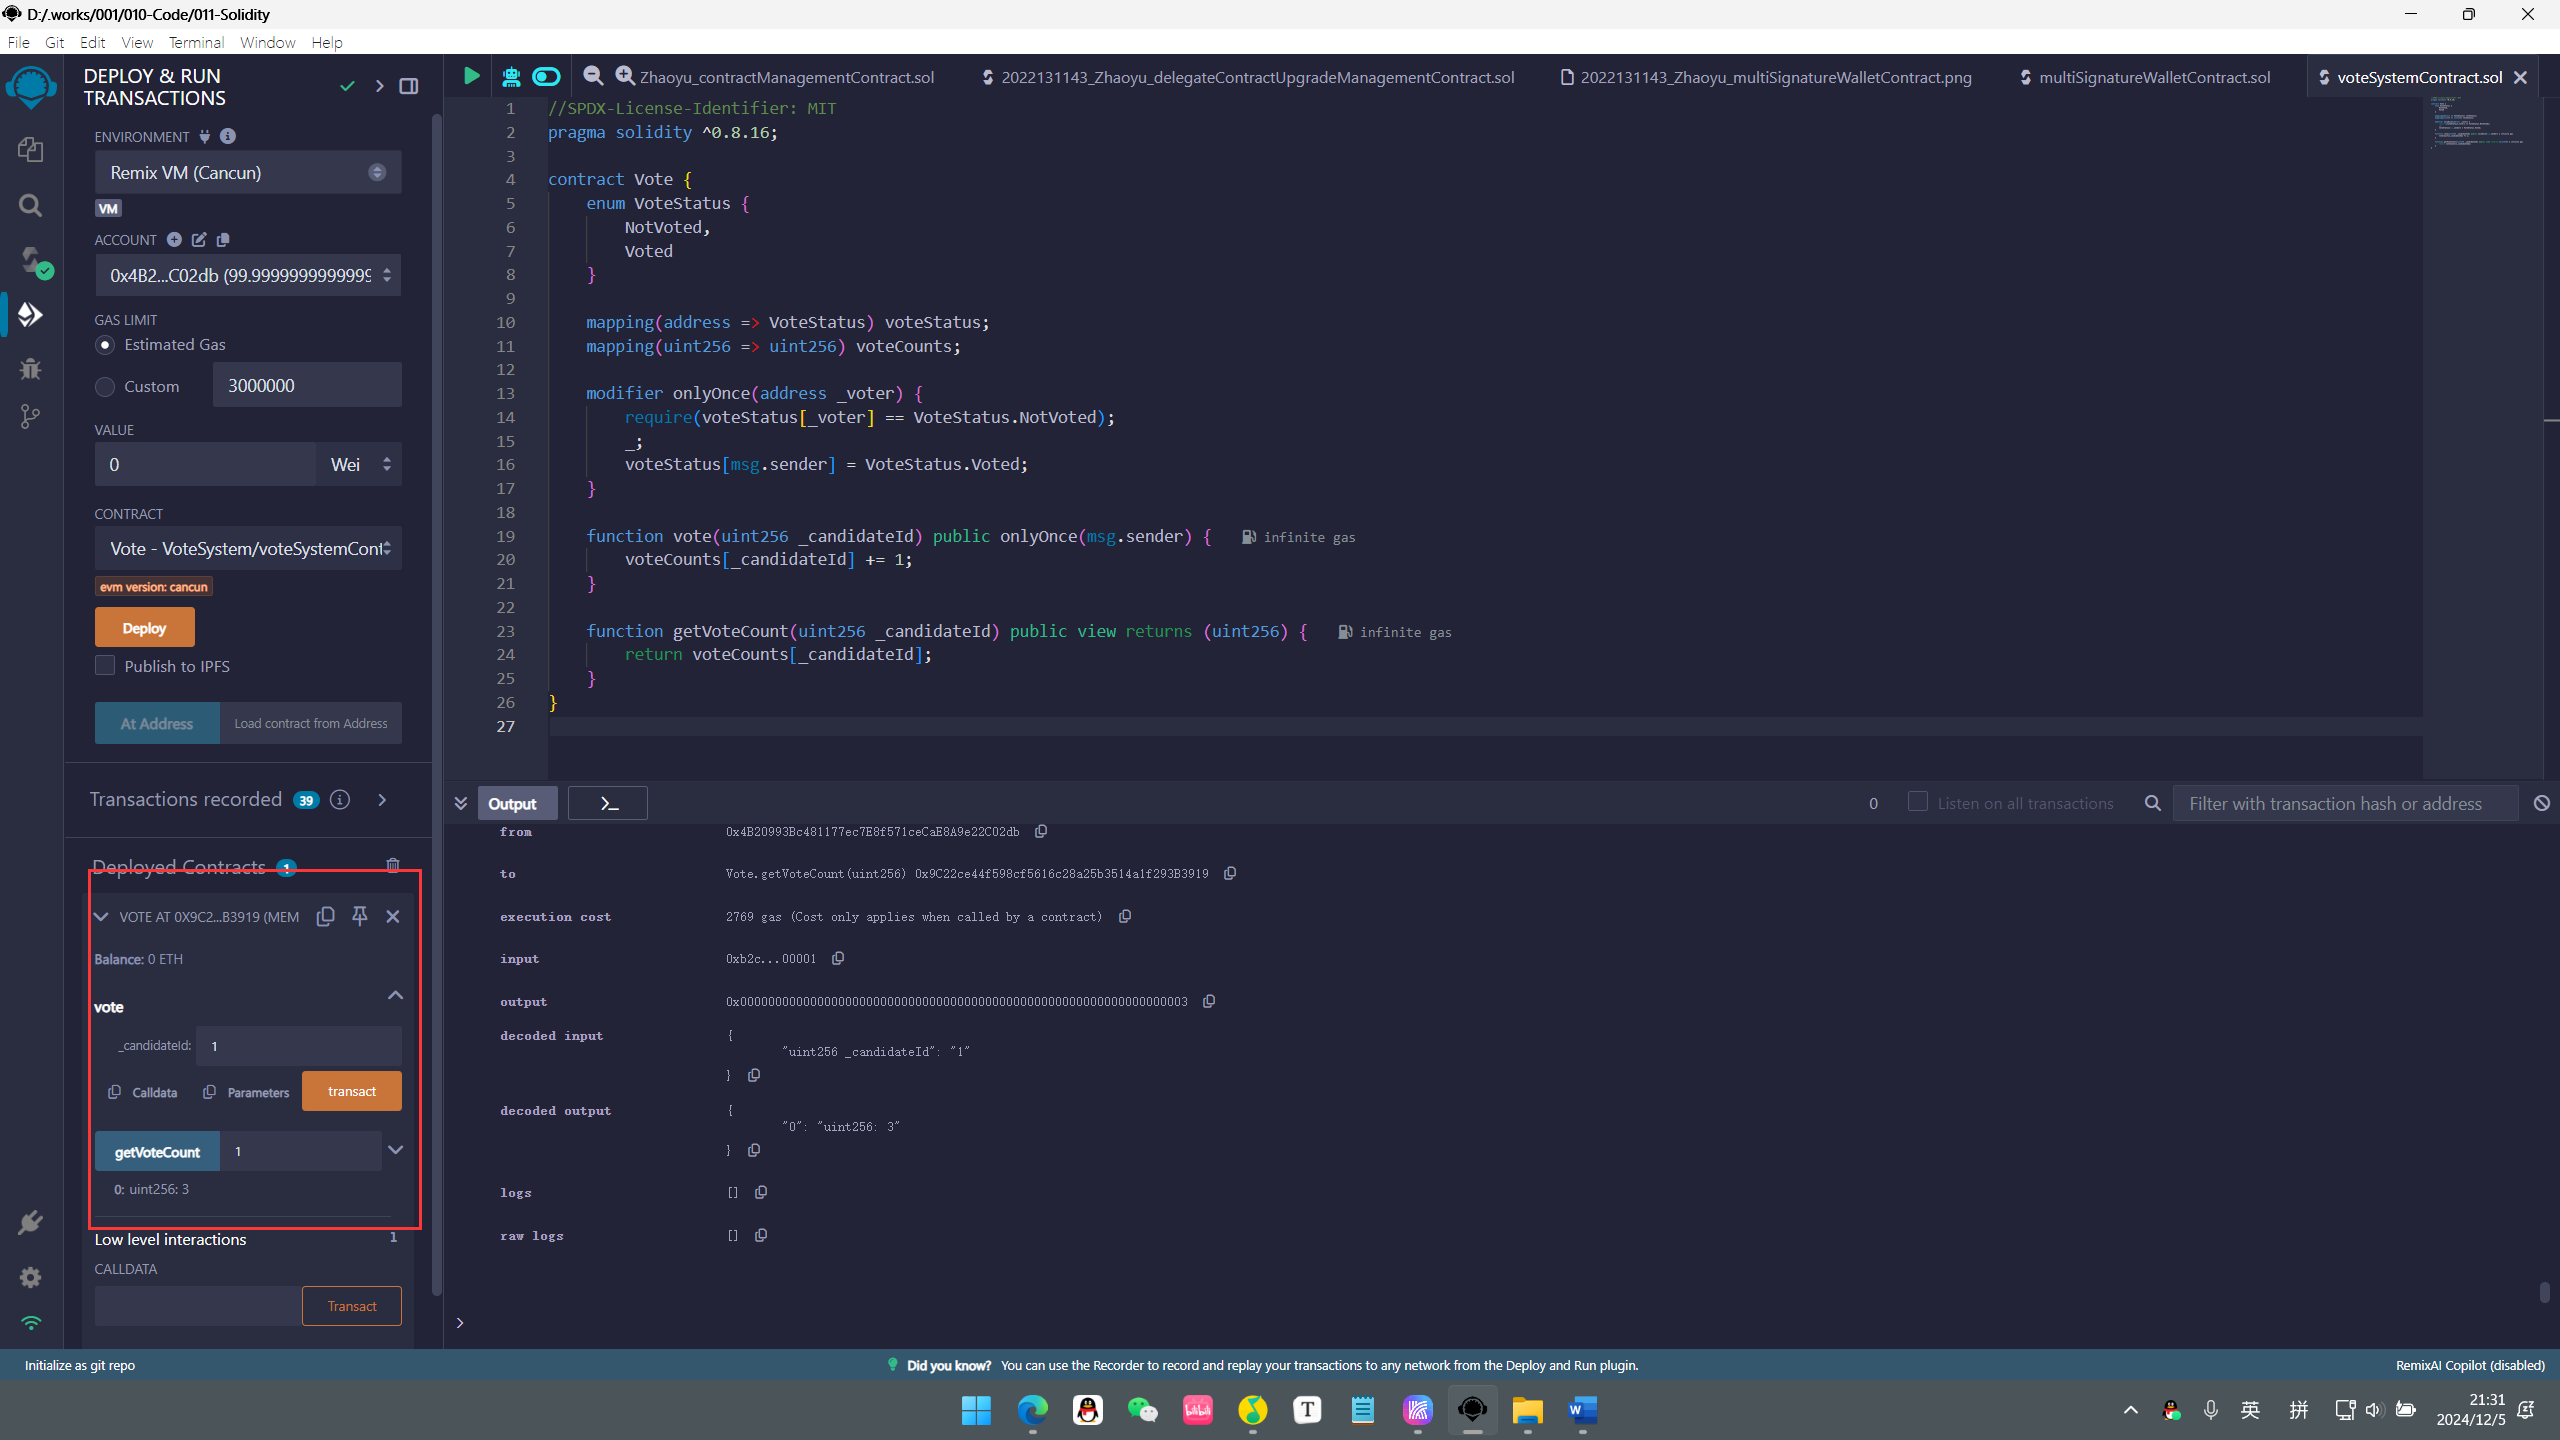 D:/.works/001/010-Code/011-Solidity
File Git Edit View Terminal Window Help
DEPLOY & RUN
TRANSACTIONS
ENVIRONMENT
Remix VM (Cancun)
VM
ACCOUNT
0x4B2...C02db (99.9999999999999
GAS LIMIT
Estimated Gas
Custom 3000000
VALUE
0 Wei
CONTRACT
Vote - VoteSystem/voteSystemCont
evm version: cancun
Deploy
Publish to IPFS
At Address Load contract from Address
Transactions recorded 39
Deployed Contracts 1
VOTE AT 0X9C2...B3919 (MEM
Balance: 0 ETH
vote
_candidateId: 1
Calldata Parameters transact
getVoteCount 1
0: uint256: 3
Low level interactions
CALLDATA
Transact
Zhaoyu_contractManagementContract.sol 2022131143_Zhaoyu_delegateContractUpgradeManagementContract.sol 2022131143_Zhaoyu_multiSignatureWalletContract.png multiSignatureWalletContract.sol voteSystemContract.sol
1 //SPDX-License-Identifier: MIT
2 pragma solidity ^0.8.16;
3
4 contract Vote {
5 enum VoteStatus {
6 NotVoted,
7 Voted
8 }
9
10 mapping(address => VoteStatus) voteStatus;
11 mapping(uint256 => uint256) voteCounts;
12
13 modifier onlyOnce(address _voter) {
14 require(voteStatus[_voter] == VoteStatus.NotVoted);
15 _;
16 voteStatus[msg.sender] = VoteStatus.Voted;
17 }
18
19 function vote(uint256 _candidateId) public onlyOnce(msg.sender) { infinite gas
20 voteCounts[_candidateId] += 1;
21 }
22
23 function getVoteCount(uint256 _candidateId) public view returns (uint256) { infinite gas
24 return voteCounts[_candidateId];
25 }
26 }
27
Output >_ 0 Listen on all transactions Filter with transaction hash or address
from 0x4B20993Bc481177ec7E8f571ceCaE8A9e22C02db
to Vote.getVoteCount(uint256) 0x9C22ce44f598cf5616c28a25b3514a1f293B3919
execution cost 2769 gas (Cost only applies when called by a contract)
input 0xb2c...00001
output 0x0000000000000000000000000000000000000000000000000000000000000003
decoded input {
"uint256 _candidateId": "1"
}
decoded output {
"0": "uint256: 3"
}
logs []
raw logs []
>
Initialize as git repo Did you know? You can use the Recorder to record and replay your transactions to any network from the Deploy and Run plugin. RemixAI Copilot (disabled)
bilibili T W
英 拼 21:31
2024/12/5